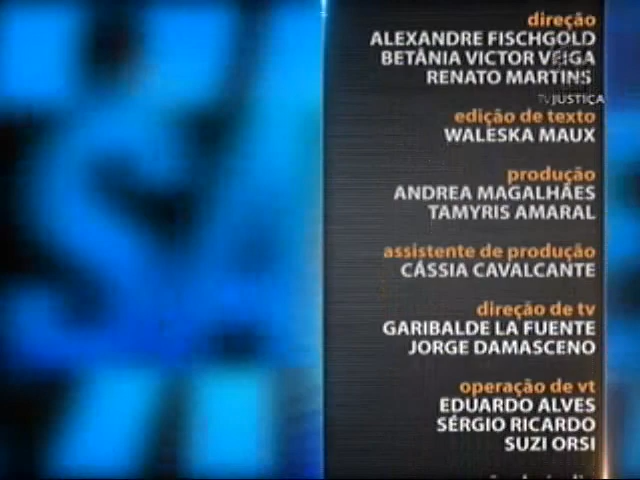 direção
ALEXANDRE FISCHGOLD
BETÂNIA VICTOR VEIGA
RENATO MARTINS
TVJUSTIÇA
edição de texto
WALESKA MAUX
produção
ANDREA MAGALHÃES
TAMYRIS AMARAL
assistente de produção
CÁSSIA CAVALCANTE
direção de tv
GARIBALDE LA FUENTE
JORGE DAMASCENO
operação de vt
EDUARDO ALVES
SÉRGIO RICARDO
SUZI ORSI